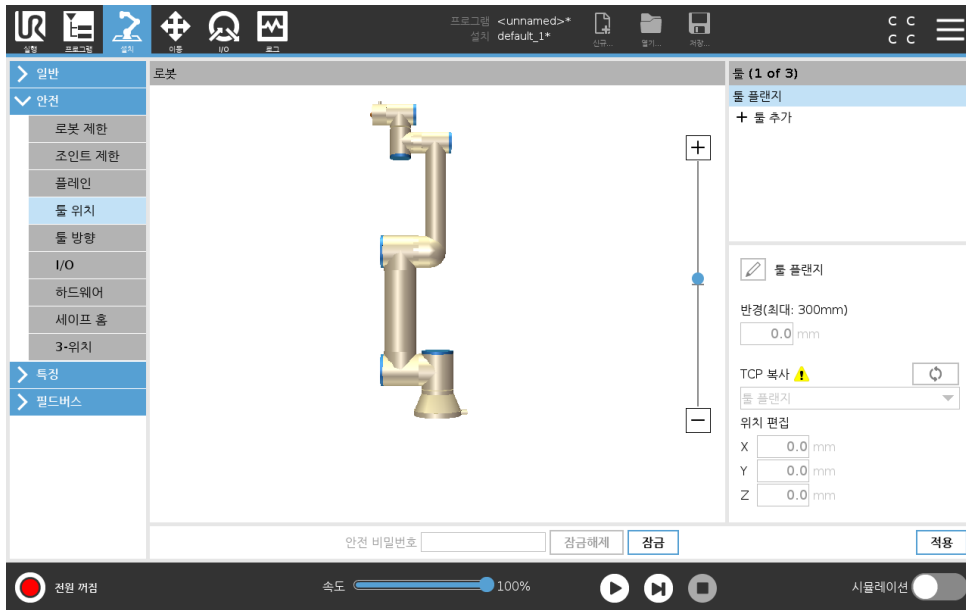 UR
실행
프로그램
설치
이동
I/O
로그
프로그램 <unnamed>*
설치 default_1*
신규...
열기...
저장...
C C
C C
일반
안전
로봇 제한
조인트 제한
플레인
툴 위치
툴 방향
I/O
하드웨어
세이프 홈
3-위치
특징
필드버스
로봇
툴 (1 of 3)
툴 플랜지
+ 툴 추가
툴 플랜지
반경(최대: 300mm)
0.0 mm
TCP 복사
툴 플랜지
위치 편집
X 0.0 mm
Y 0.0 mm
Z 0.0 mm
안전 비밀번호
잠금해제
잠금
적용
전원 꺼짐
속도 100%
시뮬레이션